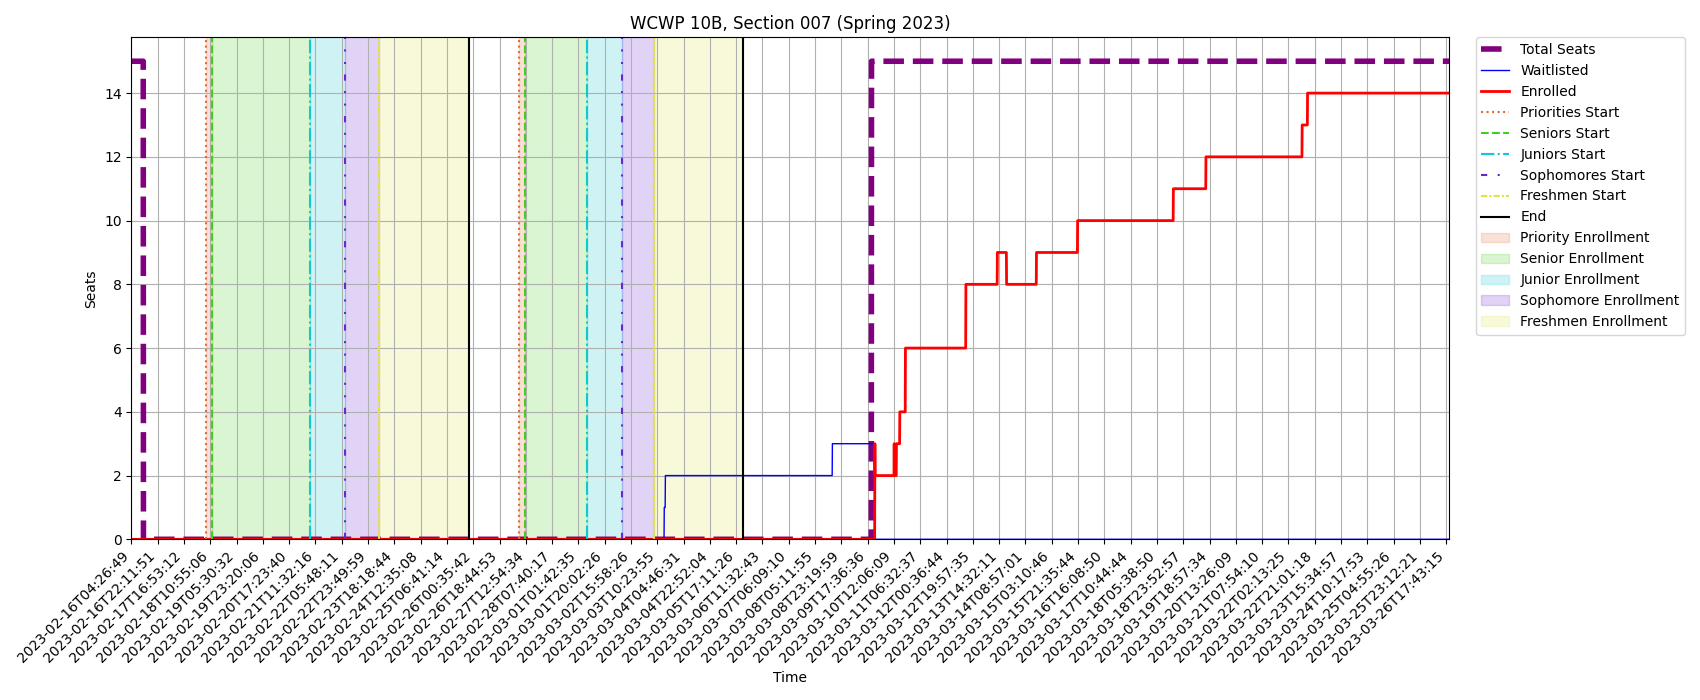 WCWP 10B, Section 007 (Spring 2023)
Seats
14
12
10
8
6
4
2
0
2023-02-16T04:26:49
2023-02-16T22:11:51
2023-02-17T16:53:12
2023-02-18T10:55:06
2023-02-19T05:30:32
2023-02-19T23:20:06
2023-02-20T17:23:40
2023-02-21T11:32:16
2023-02-22T05:48:11
2023-02-22T23:49:59
2023-02-23T18:18:44
2023-02-24T12:35:08
2023-02-25T06:41:14
2023-02-26T00:35:42
2023-02-26T18:44:53
2023-02-27T12:54:34
2023-02-28T07:40:17
2023-03-01T01:42:35
2023-03-01T20:02:26
2023-03-02T15:58:26
2023-03-03T10:23:55
2023-03-04T04:46:31
2023-03-04T22:52:04
2023-03-05T17:11:26
2023-03-06T11:32:43
2023-03-07T06:09:10
2023-03-08T05:11:55
2023-03-08T23:19:59
2023-03-09T17:36:36
2023-03-10T12:06:09
2023-03-11T06:32:37
2023-03-12T00:36:44
2023-03-12T19:57:35
2023-03-13T14:32:11
2023-03-14T08:57:01
2023-03-15T03:10:46
2023-03-15T21:35:44
2023-03-16T16:08:50
2023-03-17T10:44:44
2023-03-18T05:38:50
2023-03-18T23:52:57
2023-03-19T18:57:34
2023-03-20T13:26:09
2023-03-21T07:54:10
2023-03-22T02:13:25
2023-03-22T21:01:18
2023-03-23T15:34:57
2023-03-24T10:17:53
2023-03-25T04:55:26
2023-03-25T23:12:21
2023-03-26T17:43:15
Time
Total Seats
Waitlisted
Enrolled
Priorities Start
Seniors Start
Juniors Start
Sophomores Start
Freshmen Start
End
Priority Enrollment
Senior Enrollment
Junior Enrollment
Sophomore Enrollment
Freshmen Enrollment